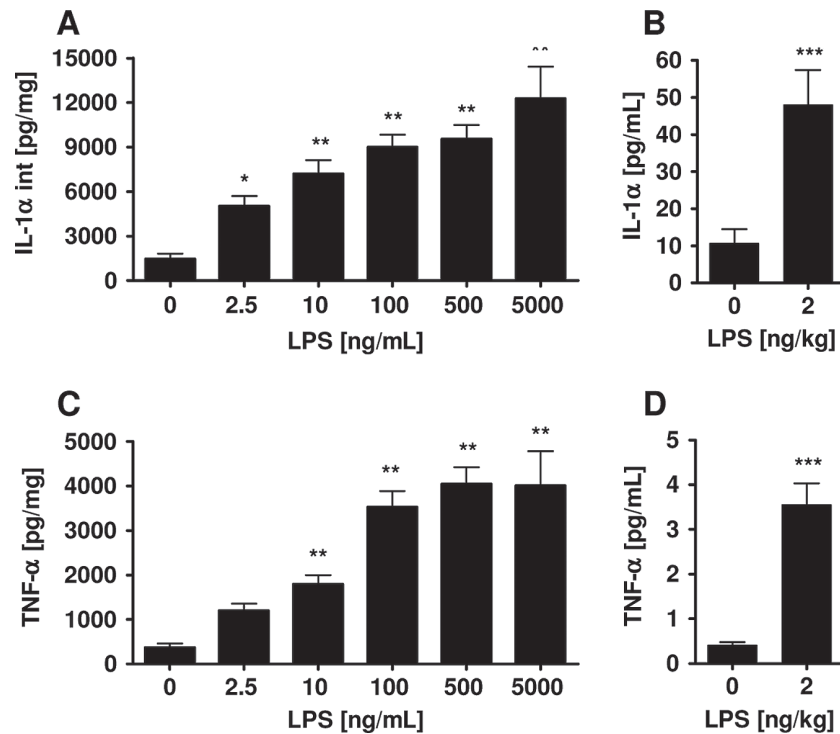 A
IL-1α int [pg/mg]
15000
12000
9000
6000
3000
0
*
**
**
**
0 2.5 10 100 500 5000
LPS [ng/mL]
B
IL-1α [pg/mL]
60
50
40
30
20
10
0
***
0 2
LPS [ng/kg]
C
TNF-α [pg/mg]
5000
4000
3000
2000
1000
0
**
**
**
**
0 2.5 10 100 500 5000
LPS [ng/mL]
D
TNF-α [pg/mL]
5
4
3
2
1
0
***
0 2
LPS [ng/kg]